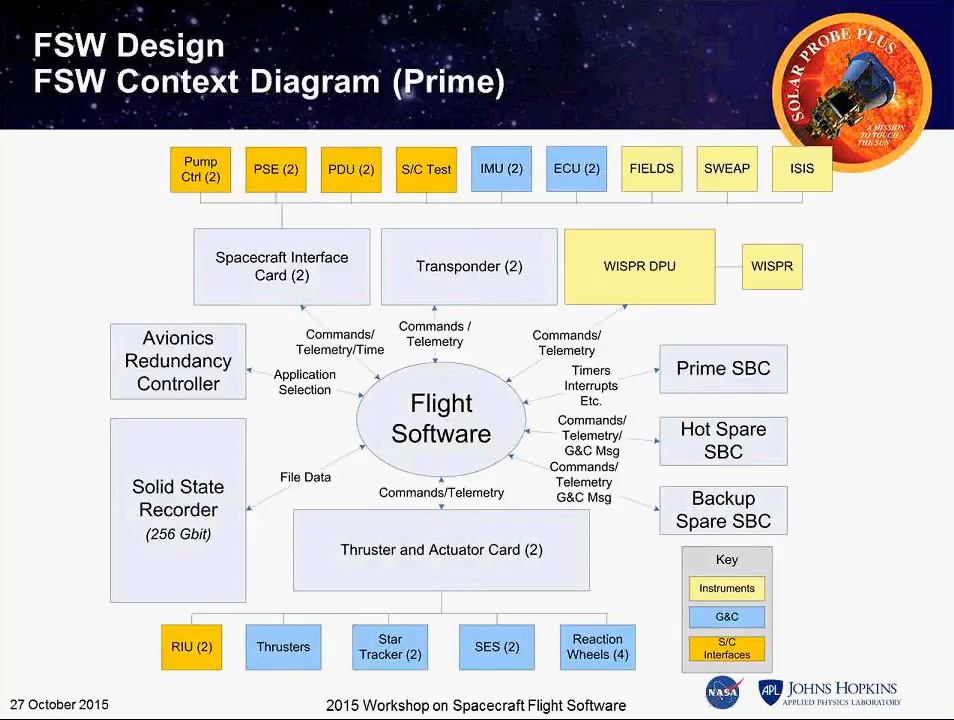 FSW Design
FSW Context Diagram (Prime)
SOLAR PROBE PLUS
A MISSION
TO TOUCH
THE SUN
Pump
Ctrl (2)
PSE (2)
PDU (2)
S/C Test
IMU (2)
ECU (2)
FIELDS
SWEAP
ISIS
Spacecraft Interface
Card (2)
Transponder (2)
WISPR DPU
WISPR
Commands/
Telemetry/Time
Commands /
Telemetry
Commands/
Telemetry
Avionics
Redundancy
Controller
Application
Selection
Timers
Interrupts
Etc.
Prime SBC
Flight
Software
Commands/
Telemetry/
G&C Msg
Hot Spare
SBC
Commands/
Telemetry
G&C Msg
Backup
Spare SBC
Solid State
Recorder
(256 Gbit)
File Data
Commands/Telemetry
Thruster and Actuator Card (2)
Key
Instruments
G&C
S/C
Interfaces
RIU (2)
Thrusters
Star
Tracker (2)
SES (2)
Reaction
Wheels (4)
27 October 2015
2015 Workshop on Spacecraft Flight Software
NASA
APL
JOHNS HOPKINS
APPLIED PHYSICS LABORATORY